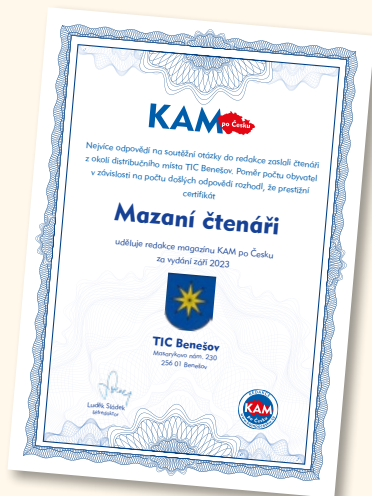 KAM
po Česku
Nejvíce odpovědí na soutěžní otázky do redakce zaslali čtenáři
z okolí distribučního místa TIC Benešov. Poměr počtu obyvatel
v závislosti na počtu došlých odpovědí rozhodl, že prestižní
certifikát
Mazaní čtenáři
uděluje redakce magazínu KAM po Česku
za vydání září 2023
TIC Benešov
Masarykovo nám. 230
256 01 Benešov
Luděk Sládek
šéfredaktor
KAM
po Česku